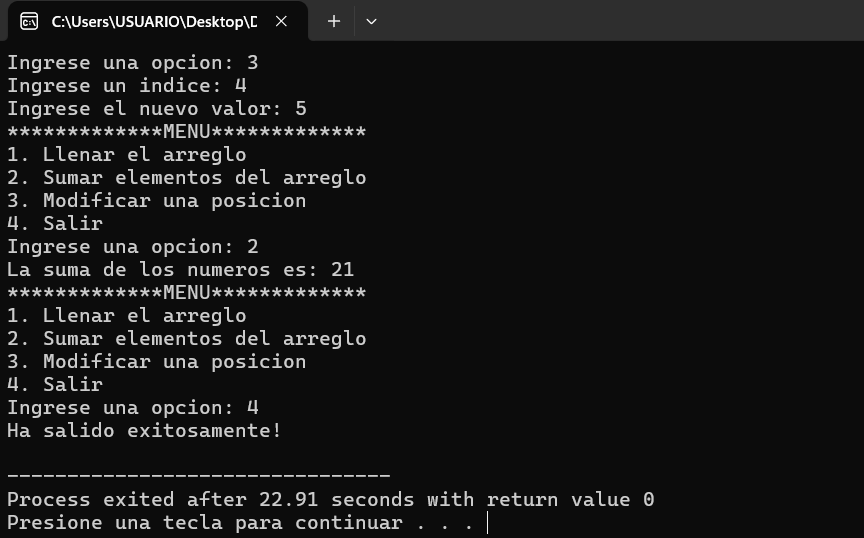 C:\Users\USUARIO\Desktop\D
Ingrese una opcion: 3
Ingrese un indice: 4
Ingrese el nuevo valor: 5
*************MENU*************
1. Llenar el arreglo
2. Sumar elementos del arreglo
3. Modificar una posicion
4. Salir
Ingrese una opcion: 2
La suma de los numeros es: 21
*************MENU*************
1. Llenar el arreglo
2. Sumar elementos del arreglo
3. Modificar una posicion
4. Salir
Ingrese una opcion: 4
Ha salido exitosamente!
--------------------------------
Process exited after 22.91 seconds with return value 0
Presione una tecla para continuar . . .